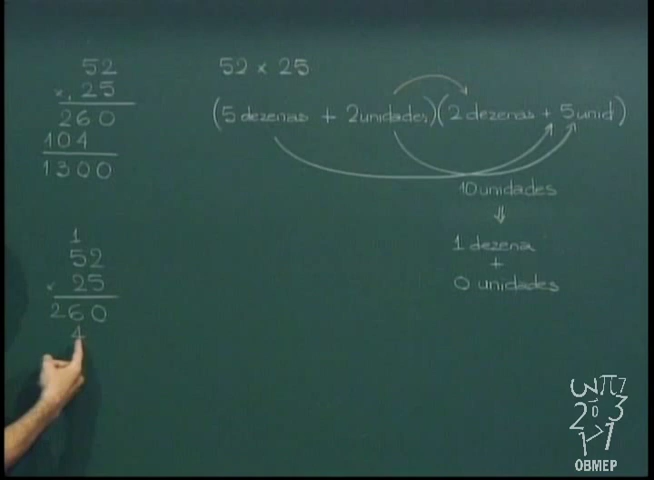 52
× 25
260
104
1300
52 × 25
(5 dezenas + 2 unidades)(2 dezenas + 5 unid)
10 unidades
⇓
1 dezena
+
0 unidades
1
52
× 25
260
4
OBMEP